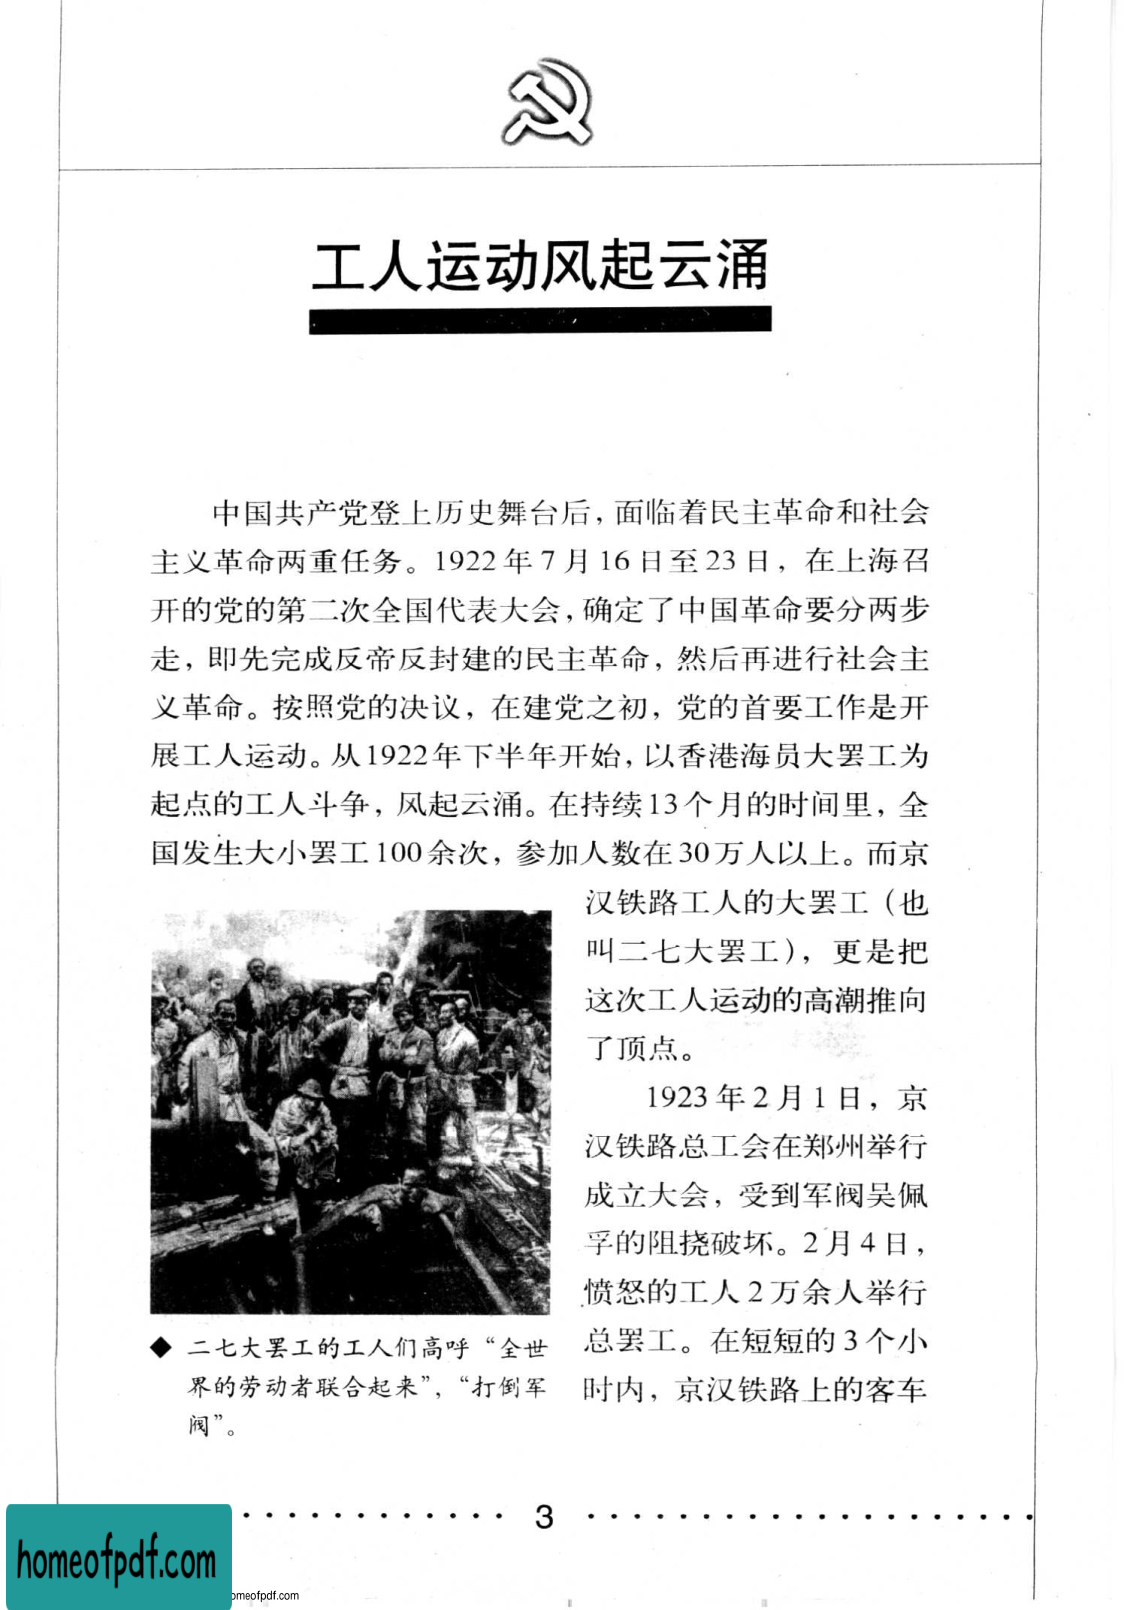 工人运动风起云涌
中国共产党登上历史舞台后，面临着民主革命和社会
主义革命两重任务。1922年7月16日至23日，在上海召
开的党的第二次全国代表大会，确定了中国革命要分两步
走，即先完成反帝反封建的民主革命，然后再进行社会主
义革命。按照党的决议，在建党之初，党的首要工作是开
展工人运动。从1922年下半年开始，以香港海员大罢工为
起点的工人斗争，风起云涌。在持续13个月的时间里，全
国发生大小罢工100余次，参加人数在30万人以上。而京
汉铁路工人的大罢工（也
叫二七大罢工），更是把
这次工人运动的高潮推向
了顶点。
1923年2月1日，京
汉铁路总工会在郑州举行
成立大会，受到军阀吴佩
孚的阻挠破坏。2月4日，
愤怒的工人2万余人举行
总罢工。在短短的3个小
时内，京汉铁路上的客车
◆ 二七大罢工的工人们高呼“全世
界的劳动者联合起来”，“打倒军
阀”。
3
homeofpdf.com
omeofpdf.com